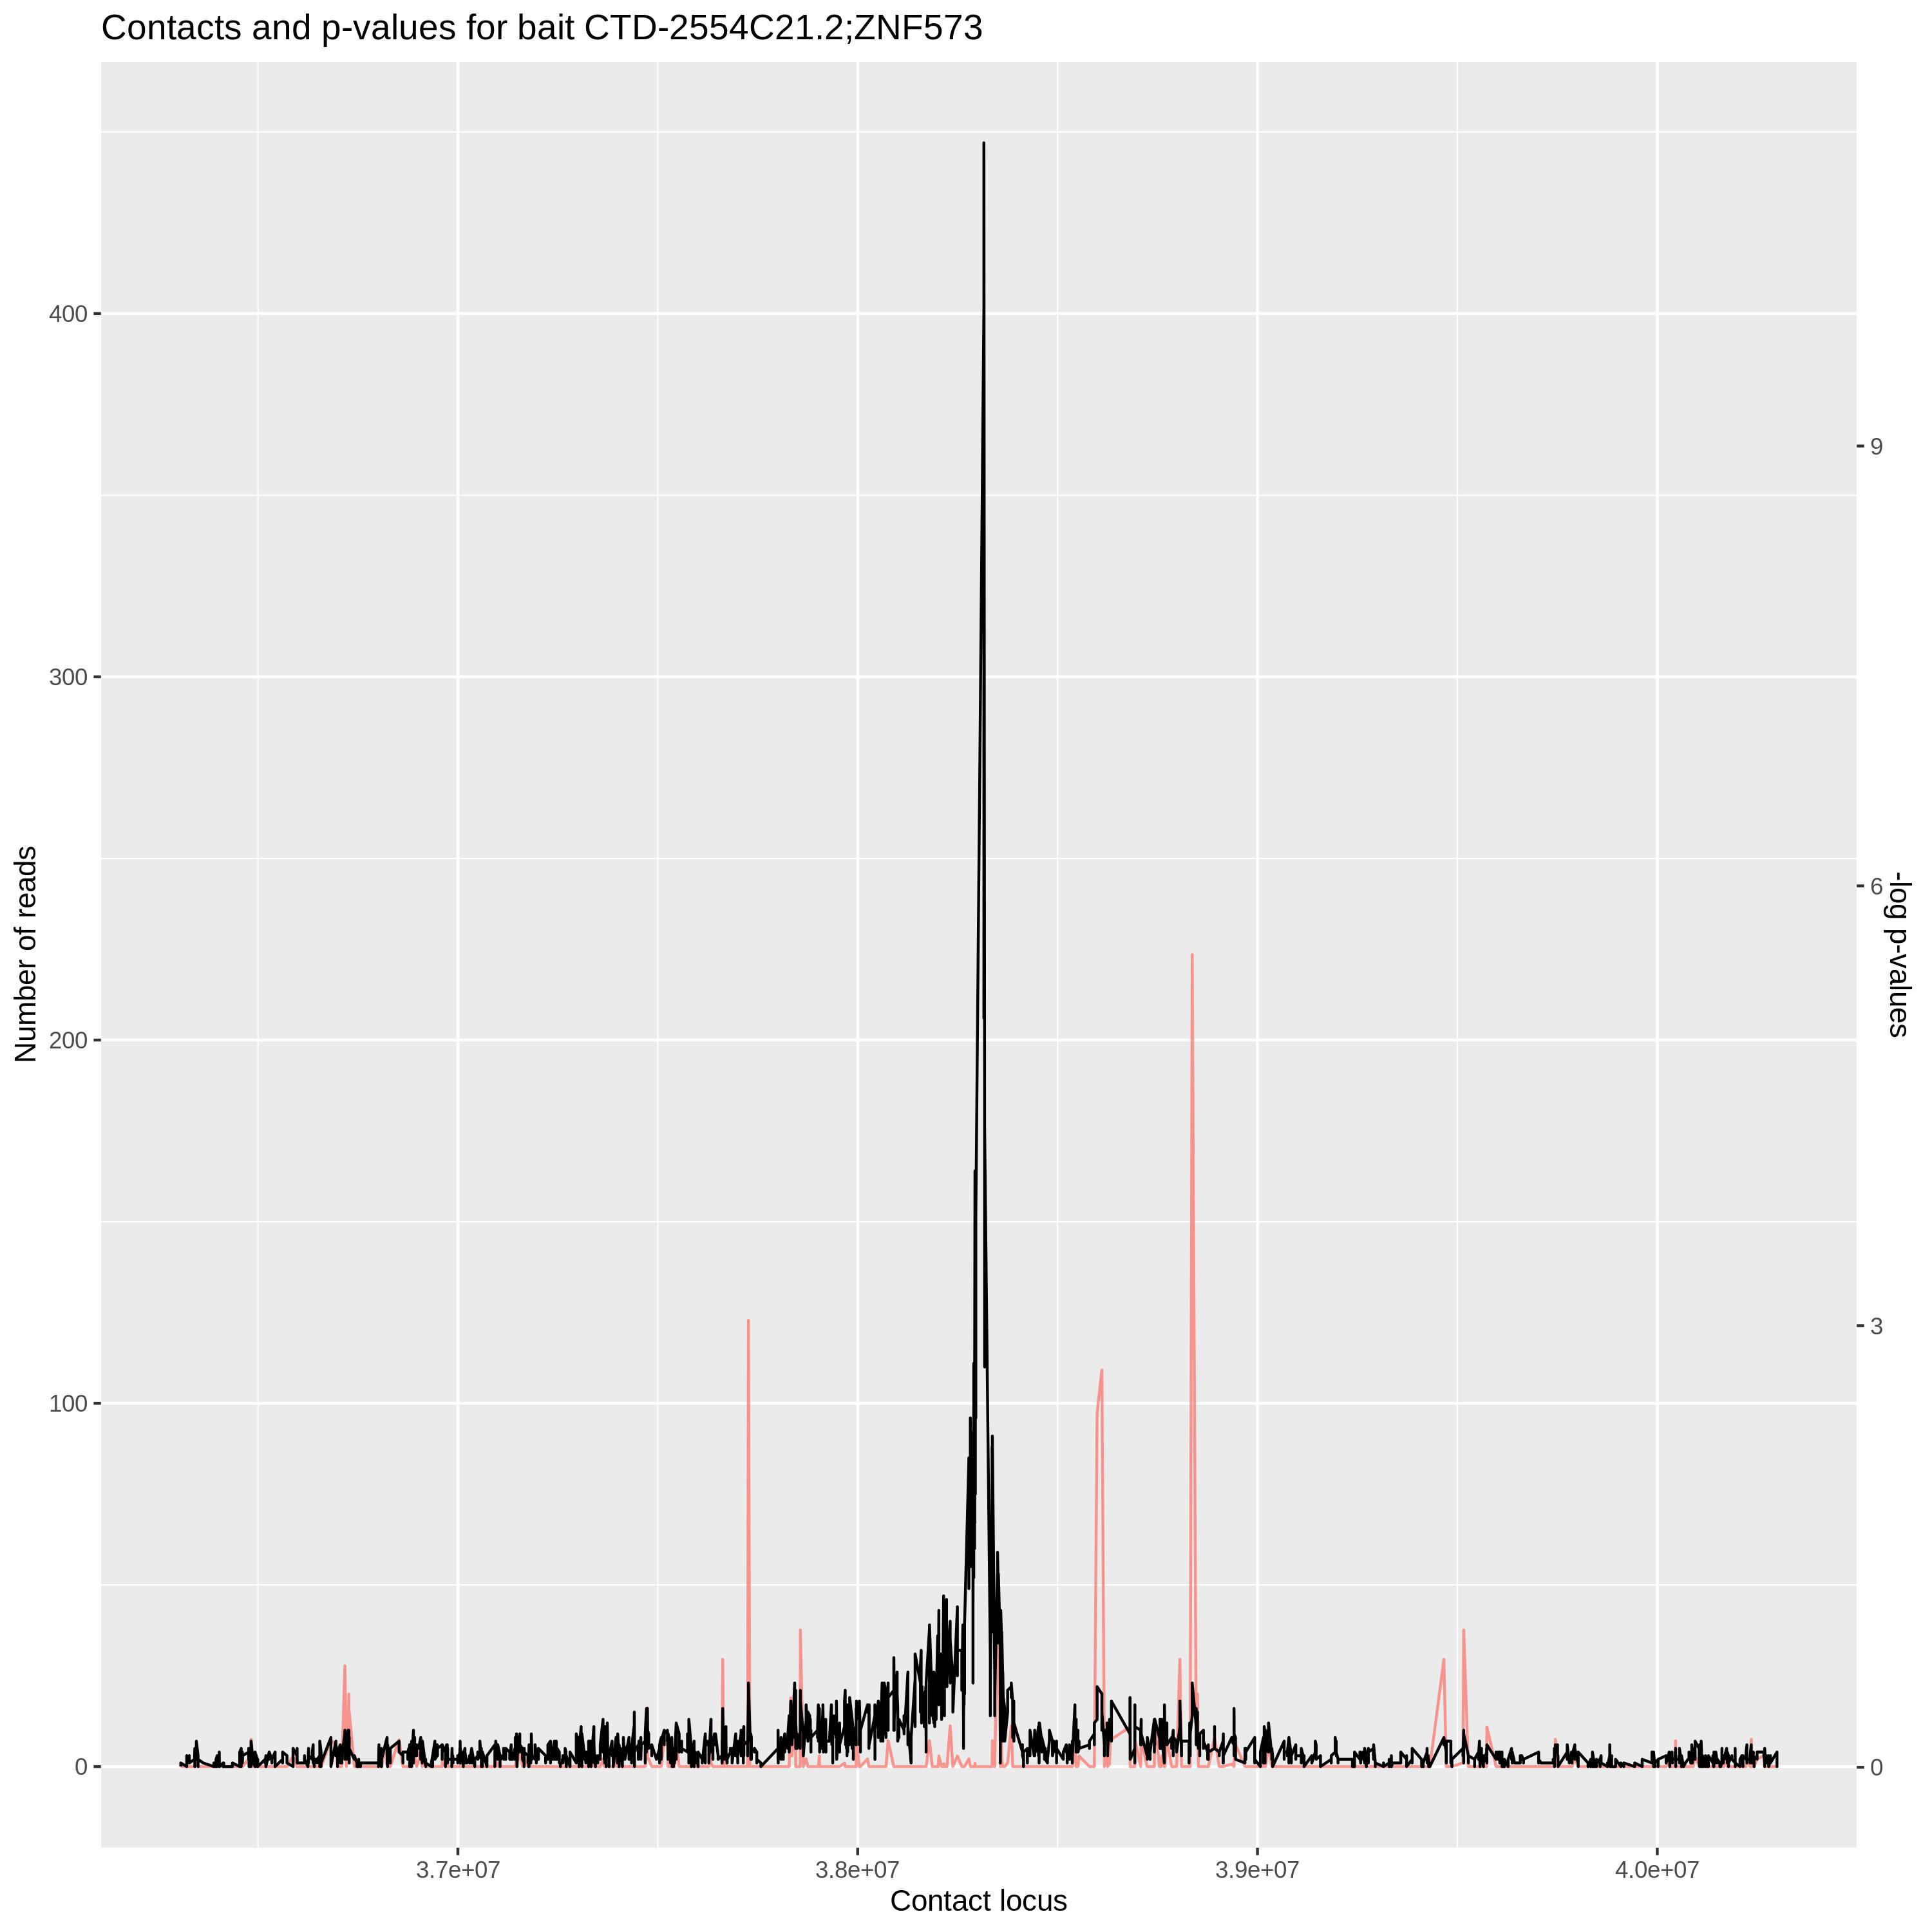 Contacts and p-values for bait CTD-2554C21.2;ZNF573
400
300
200
100
0
Number of reads
9
6
3
0
-log p-values
3.7e+07
3.8e+07
3.9e+07
4.0e+07
Contact locus